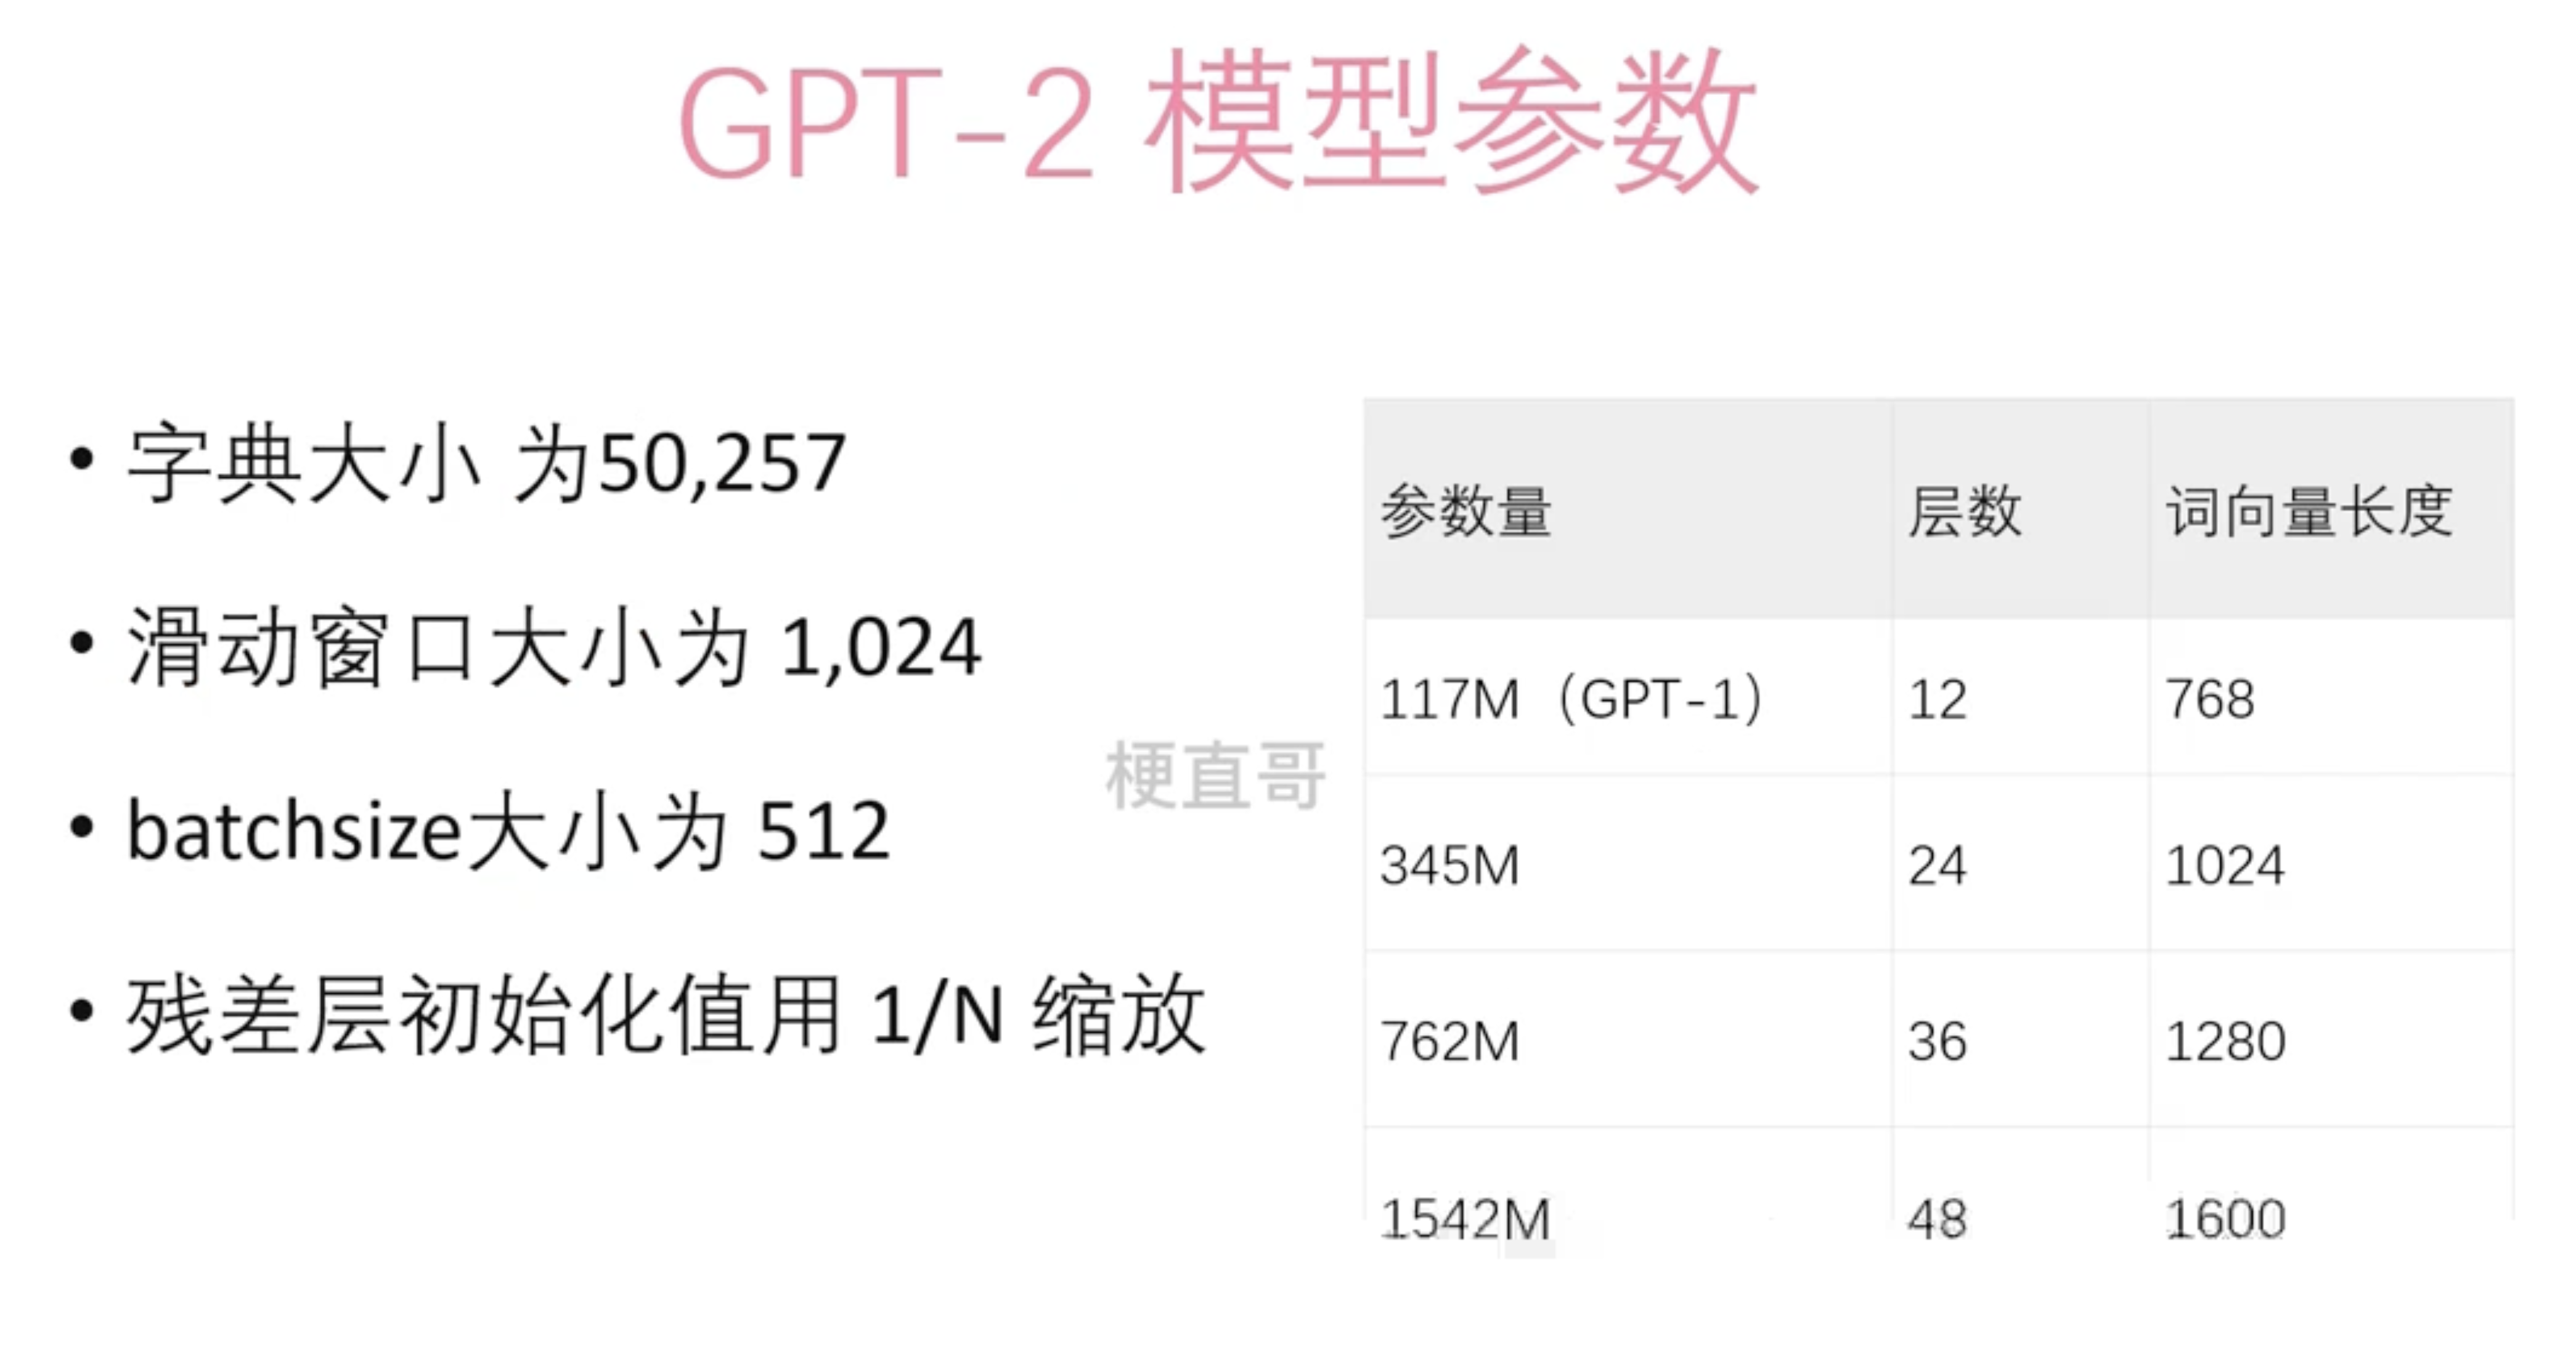 GPT-2 模型参数
• 字典大小 为50,257
• 滑动窗口大小为 1,024
• batchsize大小为 512
• 残差层初始化值用 1/N 缩放
梗直哥
参数量 层数 词向量长度
117M（GPT-1） 12 768
345M 24 1024
762M 36 1280
1542M 48 1600